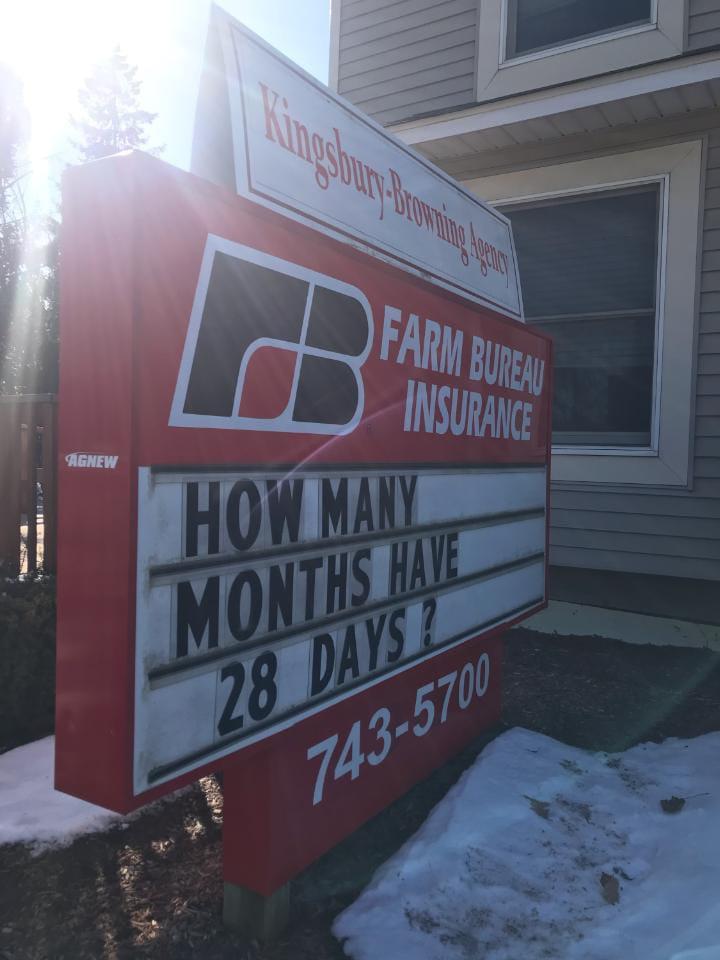 Kingsbury-Browning Agency
FARM BUREAU
INSURANCE
AGNEW
HOW MANY
MONTHS HAVE
28 DAYS ?
743-5700